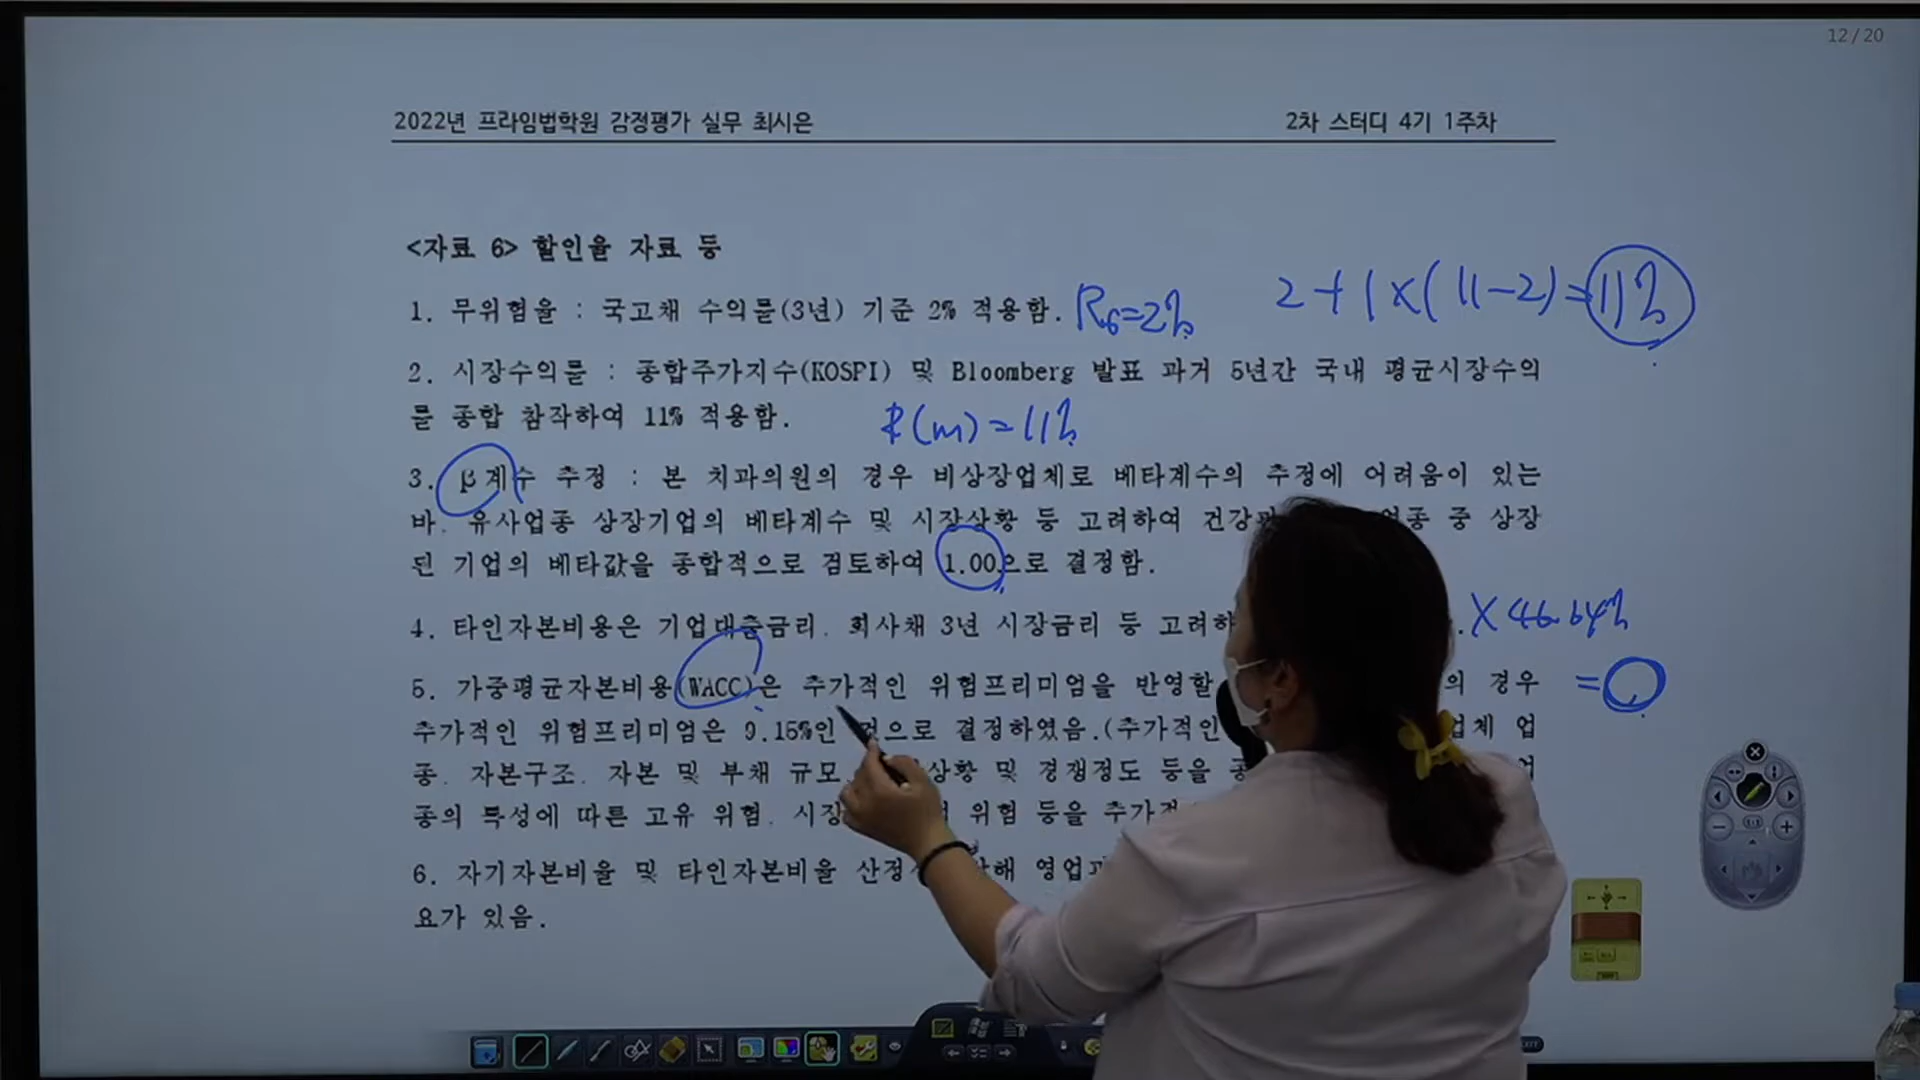 12 / 20
2022년 프라임법학원 감정평가 실무 최시은
2차 스터디 4기 1주차
<자료 6> 할인율 자료 등
1. 무위험율 : 국고채 수익률(3년) 기준 2% 적용함.
2 + 1 × ( 11 - 2 ) = 11%
2. 시장수익률 : 종합주가지수(KOSPI) 및 Bloomberg 발표 과거 5년간 국내 평균시장수익
률 종합 참작하여 11% 적용함.
(m) = 11%
3. β계수 추정 : 본 치과의원의 경우 비상장업체로 베타계수의 추정에 어려움이 있는
바, 유사업종 상장기업의 베타계수 및 시장상황 등 고려하여 업종 중 상장
된 기업의 베타값을 종합적으로 검토하여 1.00으로 결정함.
4. 타인자본비용은 기업대출금리, 회사채 3년 시장금리 등 × 46.64%
5. 가중평균자본비용(WACC)은 추가적인 위험프리미엄을 반영할 의 경우 =
추가적인 위험프리미엄은 9.15%인 것으로 결정하였음.(추가적인 업체 업
종, 자본구조, 자본 및 부채 규모, 상황 및 경쟁정도 등을
종의 특성에 따른 고유 위험, 위험 등을
6. 자기자본비율 및 타인자본비율
요가 있음.